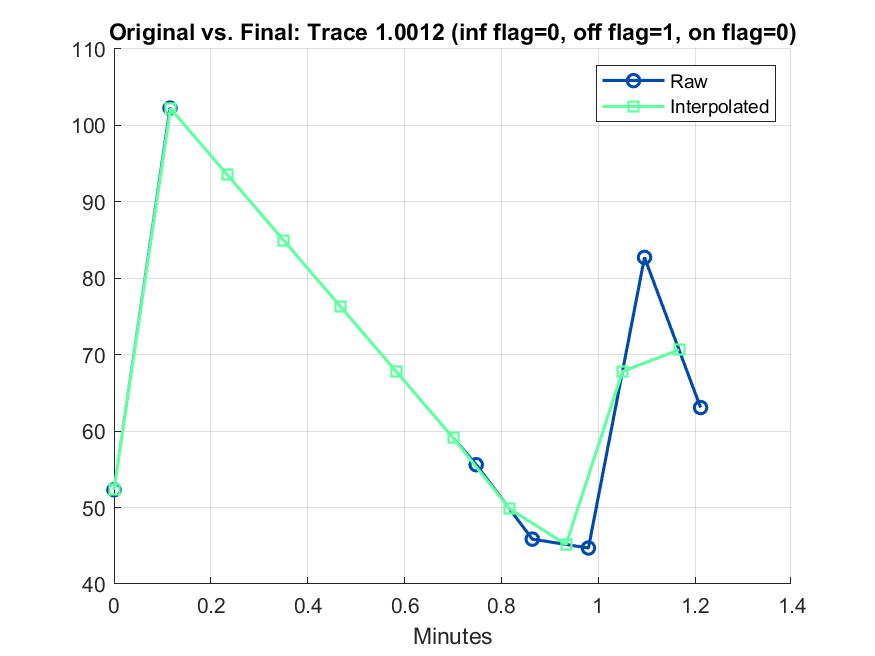 Original vs. Final: Trace 1.0012 (inf flag=0, off flag=1, on flag=0)
110
100
90
80
70
60
50
40
Raw
Interpolated
0 0.2 0.4 0.6 0.8 1 1.2 1.4
Minutes